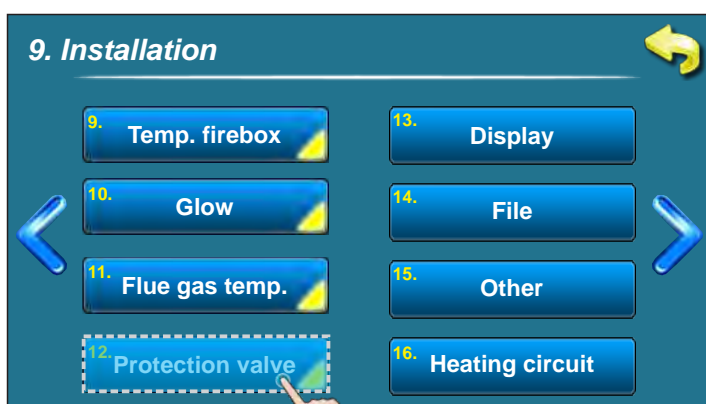 9. Installation
9. Temp. firebox
10. Glow
11. Flue gas temp.
12. Protection valve
13. Display
14. File
15. Other
16. Heating circuit